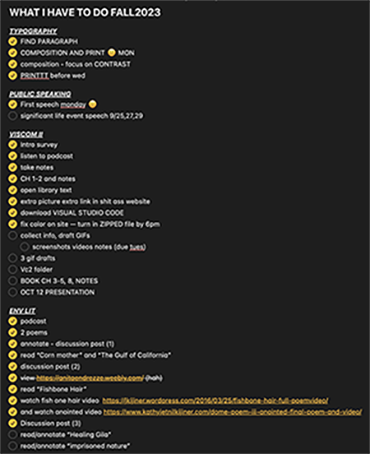 WHAT I HAVE TO DO FALL2023
TYPOGRAPHY
FIND PARAGRAPH
COMPOSITION AND PRINT 😕 MON
composition - focus on CONTRAST
PRINTTT before wed
PUBLIC SPEAKING
First speech monday 😕
significant life event speech 9/25,27,29
VISCOM II
Intro survey
listen to podcast
take notes
CH 1-2 and notes
open library text
extra picture extra link in shit ass website
download VISUAL STUDIO CODE
fix color on site — turn in ZIPPED file by 6pm
collect info, draft GIFs
screenshots videos notes (due tues)
3 gif drafts
Vc2 folder
BOOK CH 3-5, 8, NOTES
OCT 12 PRESENTATION
ENV LIT
podcast
2 poems
annotate - discussion post (1)
read "Corn mother" and "The Gulf of California"
discussion post (2)
view https://anitaendrezze.weebly.com/ (hah)
read "Fishbone Hair"
watch fish one hair video https://jkijiner.wordpress.com/2016/03/25/fishbone-hair-full-poemvideo/
and watch anointed video https://www.kathyjetnilkijiner.com/dome-poem-iii-anointed-final-poem-and-video/
Discussion post (3)
read/annotate "Healing Gila"
read/annotate "imprisoned nature"